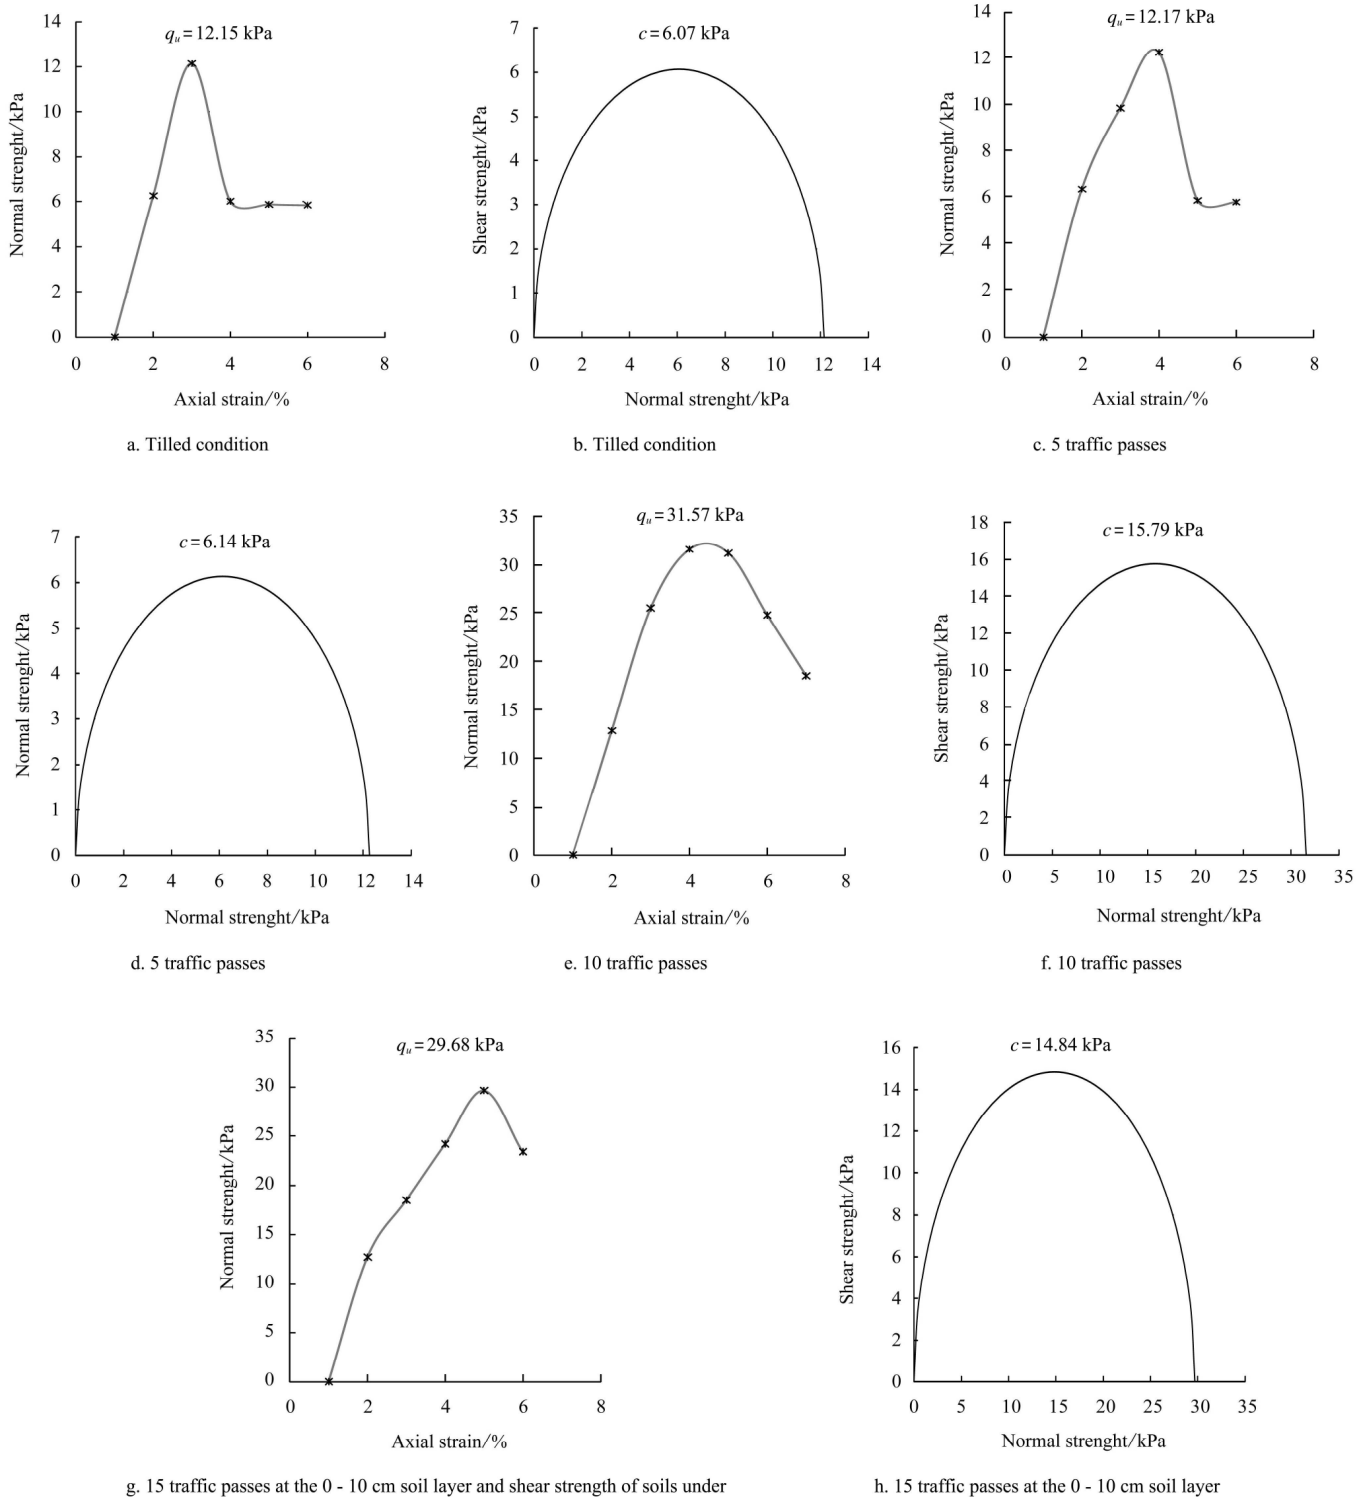 q_u = 12.15 kPa
14
12
10
8
6
4
2
0
0 2 4 6 8
Normal strenght/kPa
Axial strain/%
a. Tilled condition
c = 6.07 kPa
7
6
5
4
3
2
1
0
0 2 4 6 8 10 12 14
Shear strenght/kPa
Normal strenght/kPa
b. Tilled condition
q_u = 12.17 kPa
14
12
10
8
6
4
2
0
0 2 4 6 8
Normal strenght/kPa
Axial strain/%
c. 5 traffic passes
c = 6.14 kPa
7
6
5
4
3
2
1
0
0 2 4 6 8 10 12 14
Normal strenght/kPa
Normal strenght/kPa
d. 5 traffic passes
q_u = 31.57 kPa
35
30
25
20
15
10
5
0
0 2 4 6 8
Normal strenght/kPa
Axial strain/%
e. 10 traffic passes
c = 15.79 kPa
18
16
14
12
10
8
6
4
2
0
0 5 10 15 20 25 30 35
Shear strenght/kPa
Normal strenght/kPa
f. 10 traffic passes
q_u = 29.68 kPa
35
30
25
20
15
10
5
0
0 2 4 6 8
Normal strenght/kPa
Axial strain/%
g. 15 traffic passes at the 0 - 10 cm soil layer and shear strength of soils under
c = 14.84 kPa
16
14
12
10
8
6
4
2
0
0 5 10 15 20 25 30 35
Shear strenght/kPa
Normal strenght/kPa
h. 15 traffic passes at the 0 - 10 cm soil layer